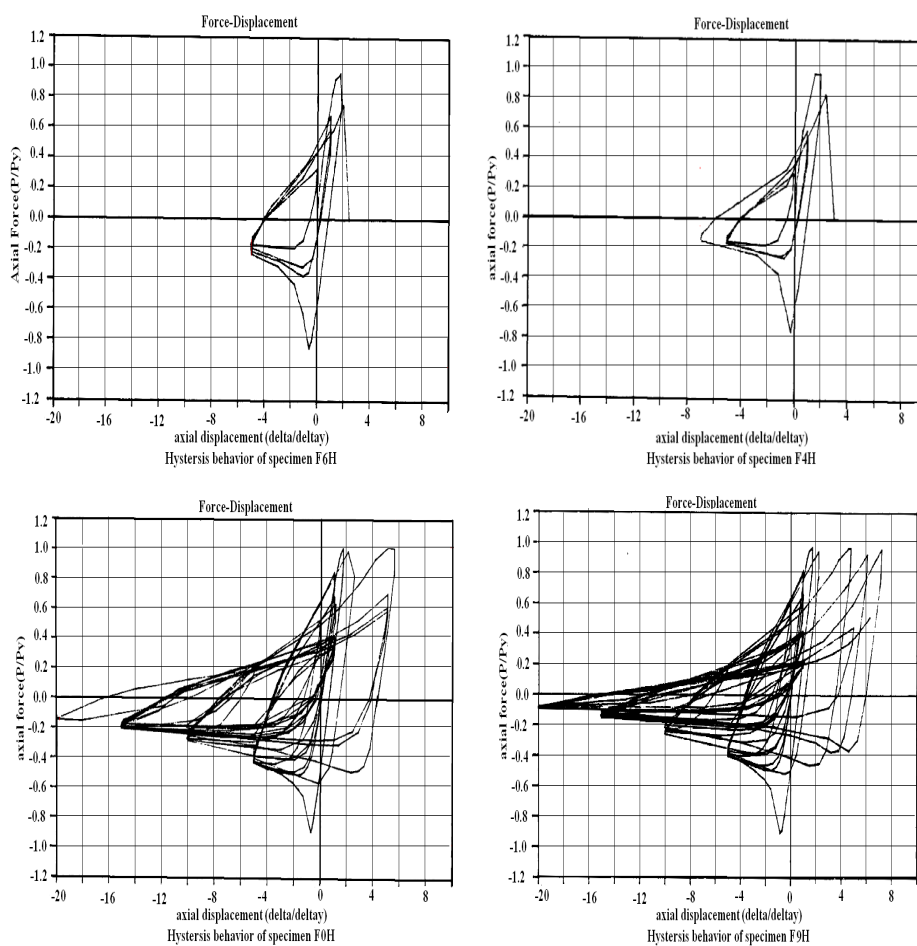 Force-Displacement
1.2
1.0
0.8
0.6
0.4
0.2
0.0
-0.2
-0.4
-0.6
-0.8
-1.0
-1.2
Axial Force(P/Py)
-20 -16 -12 -8 -4 0 4 8
axial displacement (delta/deltay)
Hystersis behavior of specimen F6H
Force-Displacement
1.2
1.0
0.8
0.6
0.4
0.2
0.0
-0.2
-0.4
-0.6
-0.8
-1.0
-1.2
axial force(P/Py)
-20 -16 -12 -8 -4 0 4 8
axial displacement (delta/deltay)
Hystersis behavior of specimen F4H
Force-Displacement
1.2
1.0
0.8
0.6
0.4
0.2
0.0
-0.2
-0.4
-0.6
-0.8
-1.0
-1.2
axial force(P/Py)
-20 -16 -12 -8 -4 0 4 8
axial displacement (delta/deltay)
Hystersis behavior of specimen F0H
Force-Displacement
1.2
1.0
0.8
0.6
0.4
0.2
0.0
-0.2
-0.4
-0.6
-0.8
-1.0
-1.2
axial force(P/Py)
-20 -16 -12 -8 -4 0 4 8
axial displacement (delta/deltay)
Hystersis behavior of specimen F9H